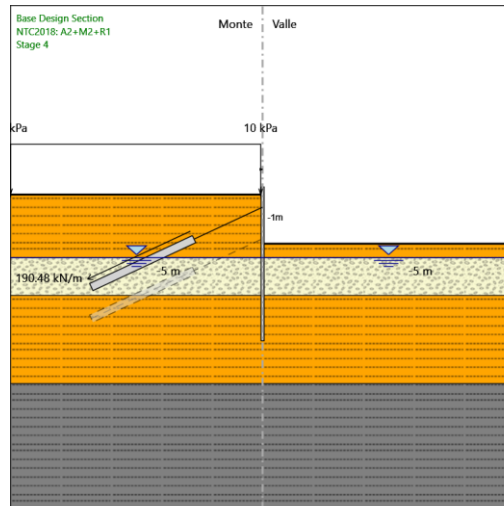 Base Design Section
NTC2018: A2+M2+R1
Stage 4
Monte
Valle
kPa
10 kPa
-1m
190.48 kN/m
-5 m
-5 m